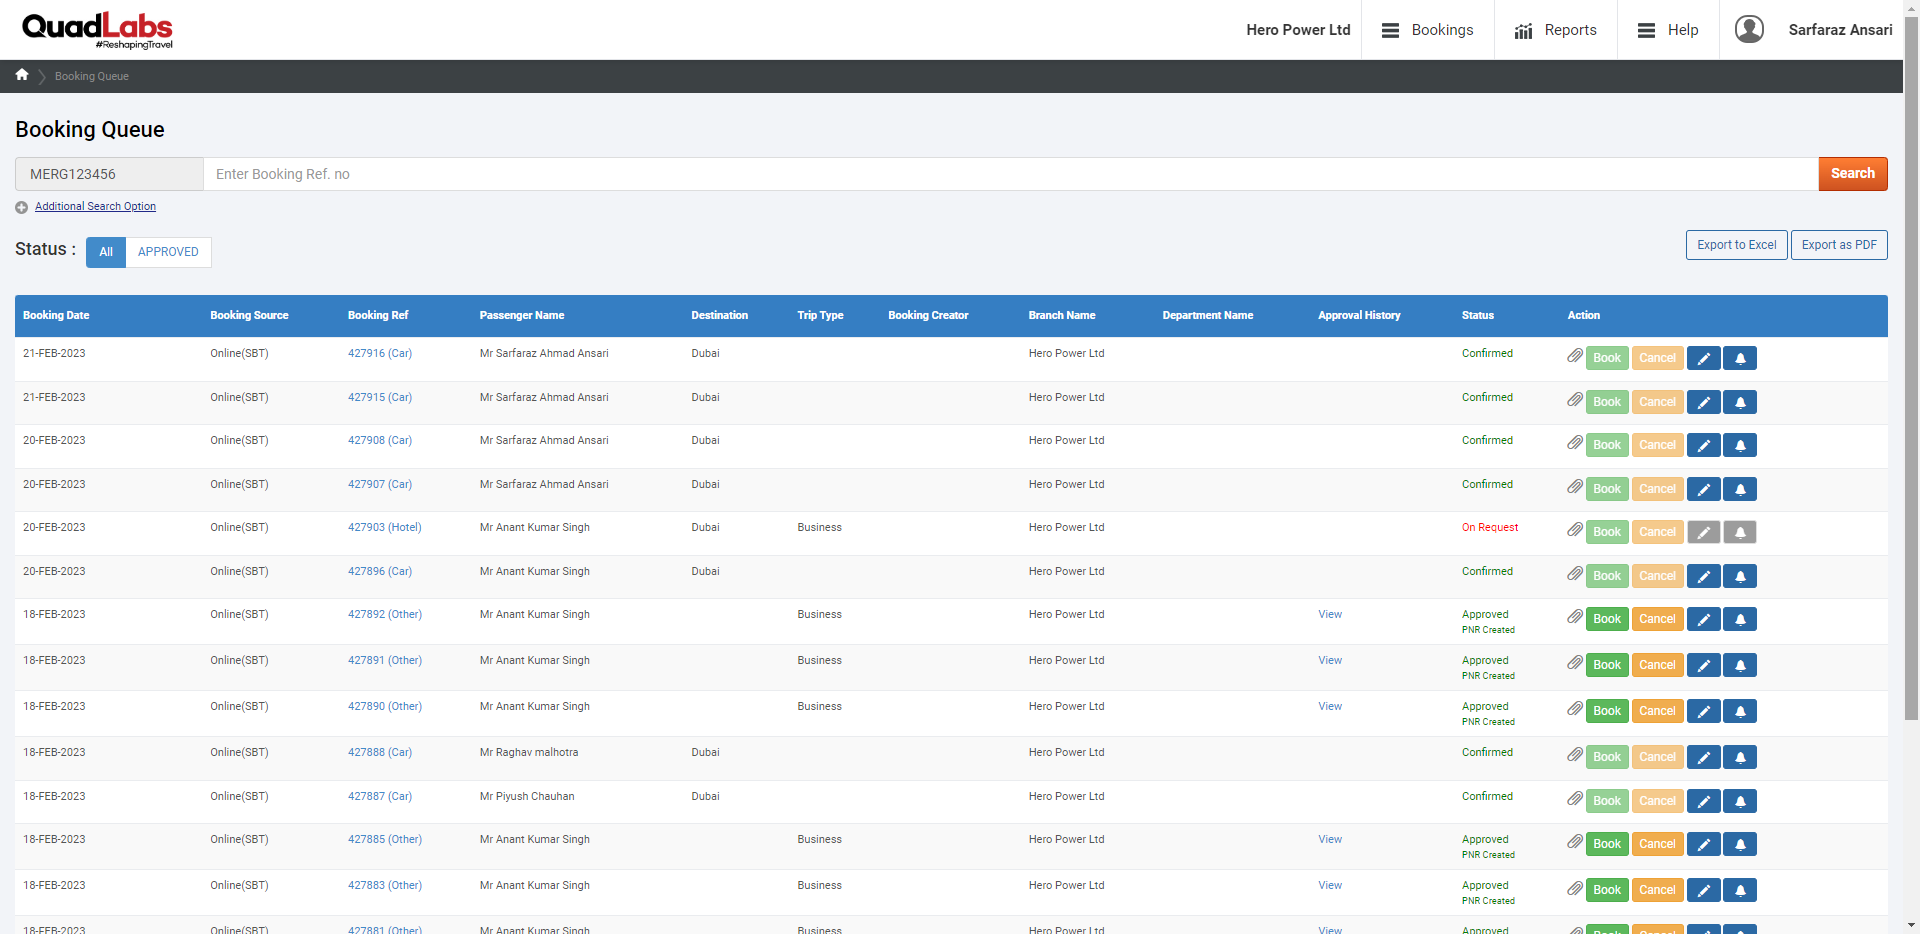 QuadLabs
#ReshapingTravel
Hero Power Ltd Bookings Reports Help Sarfaraz Ansari
Booking Queue
Booking Queue
MERG123456 Enter Booking Ref. no Search
Additional Search Option
Status : All APPROVED Export to Excel Export as PDF
Booking Date Booking Source Booking Ref Passenger Name Destination Trip Type Booking Creator Branch Name Department Name Approval History Status Action
21-FEB-2023 Online(SBT) 427916 (Car) Mr Sarfaraz Ahmad Ansari Dubai Hero Power Ltd Confirmed Book Cancel
21-FEB-2023 Online(SBT) 427915 (Car) Mr Sarfaraz Ahmad Ansari Dubai Hero Power Ltd Confirmed Book Cancel
20-FEB-2023 Online(SBT) 427908 (Car) Mr Sarfaraz Ahmad Ansari Dubai Hero Power Ltd Confirmed Book Cancel
20-FEB-2023 Online(SBT) 427907 (Car) Mr Sarfaraz Ahmad Ansari Dubai Hero Power Ltd Confirmed Book Cancel
20-FEB-2023 Online(SBT) 427903 (Hotel) Mr Anant Kumar Singh Dubai Business Hero Power Ltd On Request Book Cancel
20-FEB-2023 Online(SBT) 427896 (Car) Mr Anant Kumar Singh Dubai Hero Power Ltd Confirmed Book Cancel
18-FEB-2023 Online(SBT) 427892 (Other) Mr Anant Kumar Singh Business Hero Power Ltd View Approved Book Cancel
PNR Created
18-FEB-2023 Online(SBT) 427891 (Other) Mr Anant Kumar Singh Business Hero Power Ltd View Approved Book Cancel
PNR Created
18-FEB-2023 Online(SBT) 427890 (Other) Mr Anant Kumar Singh Business Hero Power Ltd View Approved Book Cancel
PNR Created
18-FEB-2023 Online(SBT) 427888 (Car) Mr Raghav malhotra Dubai Hero Power Ltd Confirmed Book Cancel
18-FEB-2023 Online(SBT) 427887 (Car) Mr Piyush Chauhan Dubai Hero Power Ltd Confirmed Book Cancel
18-FEB-2023 Online(SBT) 427885 (Other) Mr Anant Kumar Singh Business Hero Power Ltd View Approved Book Cancel
PNR Created
18-FEB-2023 Online(SBT) 427883 (Other) Mr Anant Kumar Singh Business Hero Power Ltd View Approved Book Cancel
PNR Created
18-FEB-2023 Online(SBT) 427881 (Other) Mr Anant Kumar Singh Business Hero Power Ltd View Approved